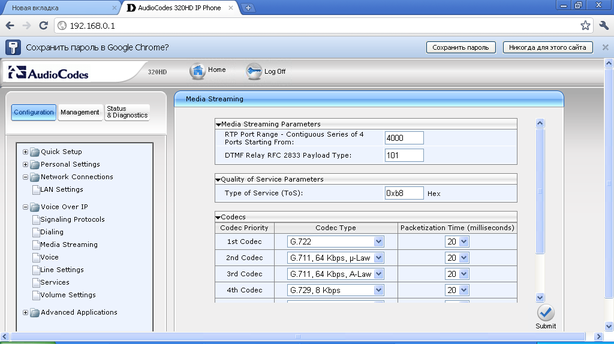 Новая вкладка
AudioCodes 320HD IP Phone
192.168.0.1
Сохранить пароль в Google Chrome?
Сохранить пароль
Никогда для этого сайта
AudioCodes
320HD
Home
Log Off
Configuration
Management
Status
& Diagnostics
Quick Setup
Personal Settings
Network Connections
LAN Settings
Voice Over IP
Signaling Protocols
Dialing
Media Streaming
Voice
Line Settings
Services
Volume Settings
Advanced Applications
Media Streaming
Media Streaming Parameters
RTP Port Range - Contiguous Series of 4
Ports Starting From:
4000
DTMF Relay RFC 2833 Payload Type:
101
Quality of Service Parameters
Type of Service (ToS):
0xb8
Hex
Codecs
Codec Priority
Codec Type
Packetization Time (milliseconds)
1st Codec
G.722
20
2nd Codec
G.711, 64 Kbps, µ-Law
20
3rd Codec
G.711, 64 Kbps, A-Law
20
4th Codec
G.729, 8 Kbps
20
Submit